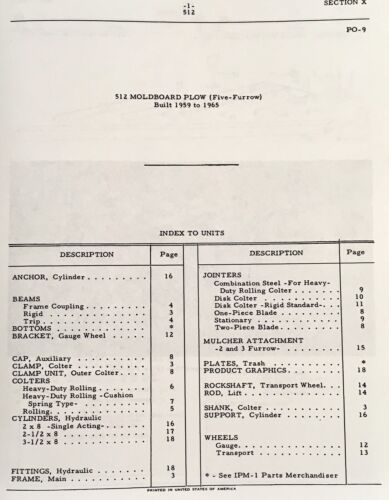 -1-
512
SECTION X
PO-9
512 MOLDBOARD PLOW (Five-Furrow)
Built 1959 to 1965
INDEX TO UNITS
DESCRIPTION Page
ANCHOR, Cylinder . . . . . . . . . 16
BEAMS
Frame Coupling . . . . . . . . . 4
Rigid . . . . . . . . . . . . . . 3
Trip . . . . . . . . . . . . . . . 4
BOTTOMS . . . . . . . . . . . . . *
BRACKET, Gauge Wheel . . . . . . 12
CAP, Auxiliary . . . . . . . . . . 8
CLAMP, Colter . . . . . . . . . . 3
CLAMP UNIT, Outer Colter . . . . . 8
COLTERS
Heavy-Duty Rolling . . . . . . . 6
Heavy-Duty Rolling -Cushion
Spring Type- . . . . . . . . . 7
Rolling . . . . . . . . . . . . . 5
CYLINDERS, Hydraulic
2 x 8 -Single Acting- . . . . . . 16
2-1/2 x 8 . . . . . . . . . . . . 17
3-1/2 x 8 . . . . . . . . . . . . 18
FITTINGS, Hydraulic . . . . . . . 18
FRAME, Main . . . . . . . . . . . 3
DESCRIPTION Page
JOINTERS
Combination Steel -For Heavy-
Duty Rolling Colter . . . . . . 9
Disk Colter . . . . . . . . . . . 10
Disk Colter -Rigid Standard- . . . 11
One-Piece Blade . . . . . . . . . 8
Stationary . . . . . . . . . . . . 9
Two-Piece Blade . . . . . . . . . 8
MULCHER ATTACHMENT
-2 and 3 Furrow- . . . . . . . . 15
PLATES, Trash . . . . . . . . . . *
PRODUCT GRAPHICS . . . . . . . . 18
ROCKSHAFT, Transport Wheel . . . . 14
ROD, Lift . . . . . . . . . . . . 14
SHANK, Colter . . . . . . . . . . 3
SUPPORT, Cylinder . . . . . . . . 16
WHEELS
Gauge . . . . . . . . . . . . . . 12
Transport . . . . . . . . . . . . 13
* - See IPM-1 Parts Merchandiser
PRINTED IN UNITED STATES OF AMERICA